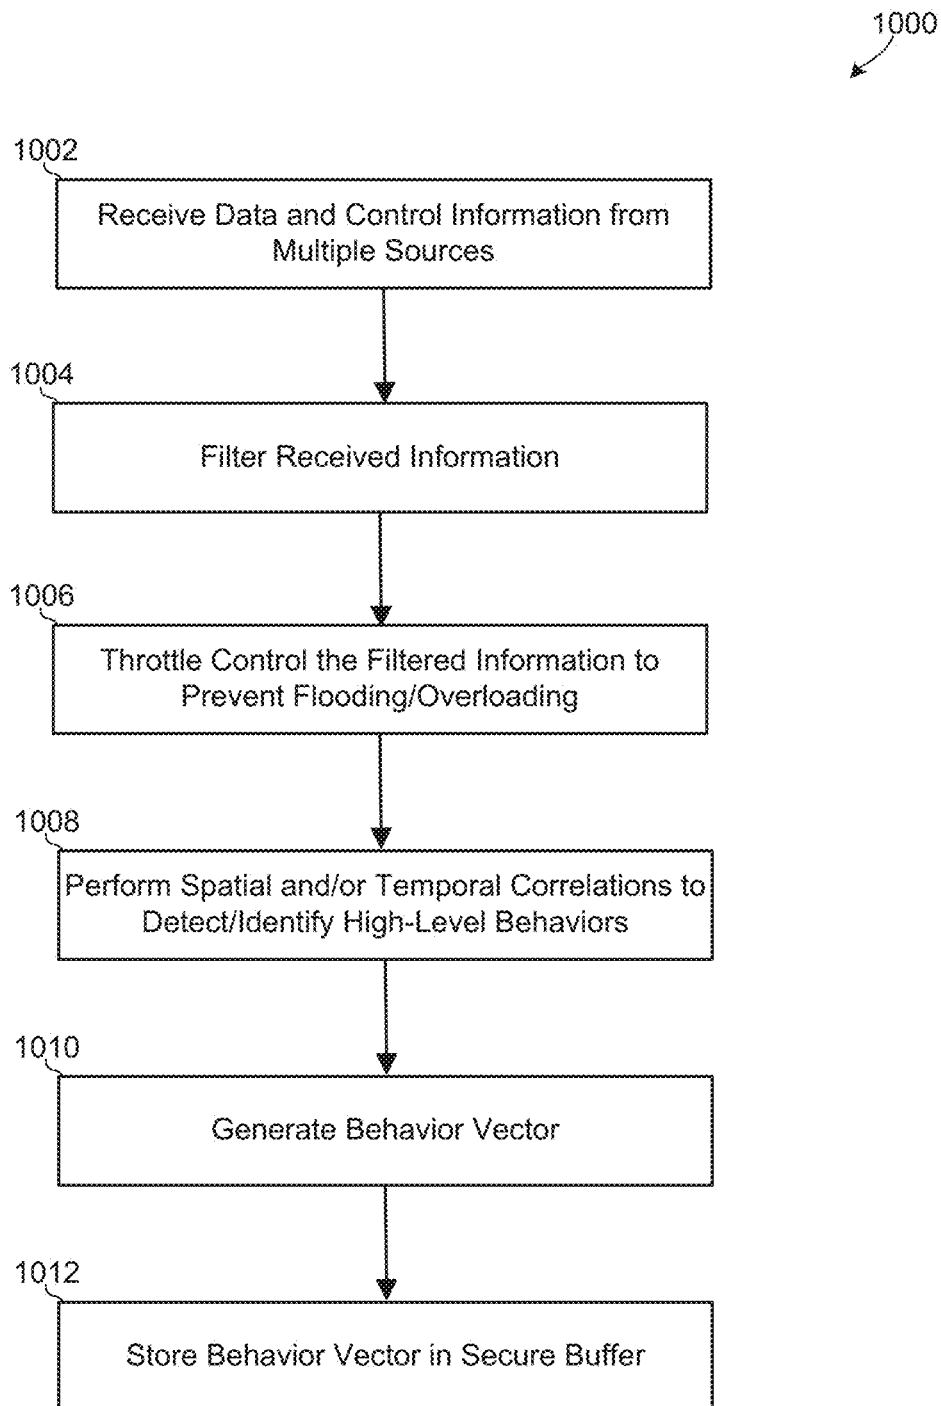 1000
1002
Receive Data and Control Information from
Multiple Sources
1004
Filter Received Information
1006
Throttle Control the Filtered Information to
Prevent Flooding/Overloading
1008
Perform Spatial and/or Temporal Correlations to
Detect/Identify High-Level Behaviors
1010
Generate Behavior Vector
1012
Store Behavior Vector in Secure Buffer